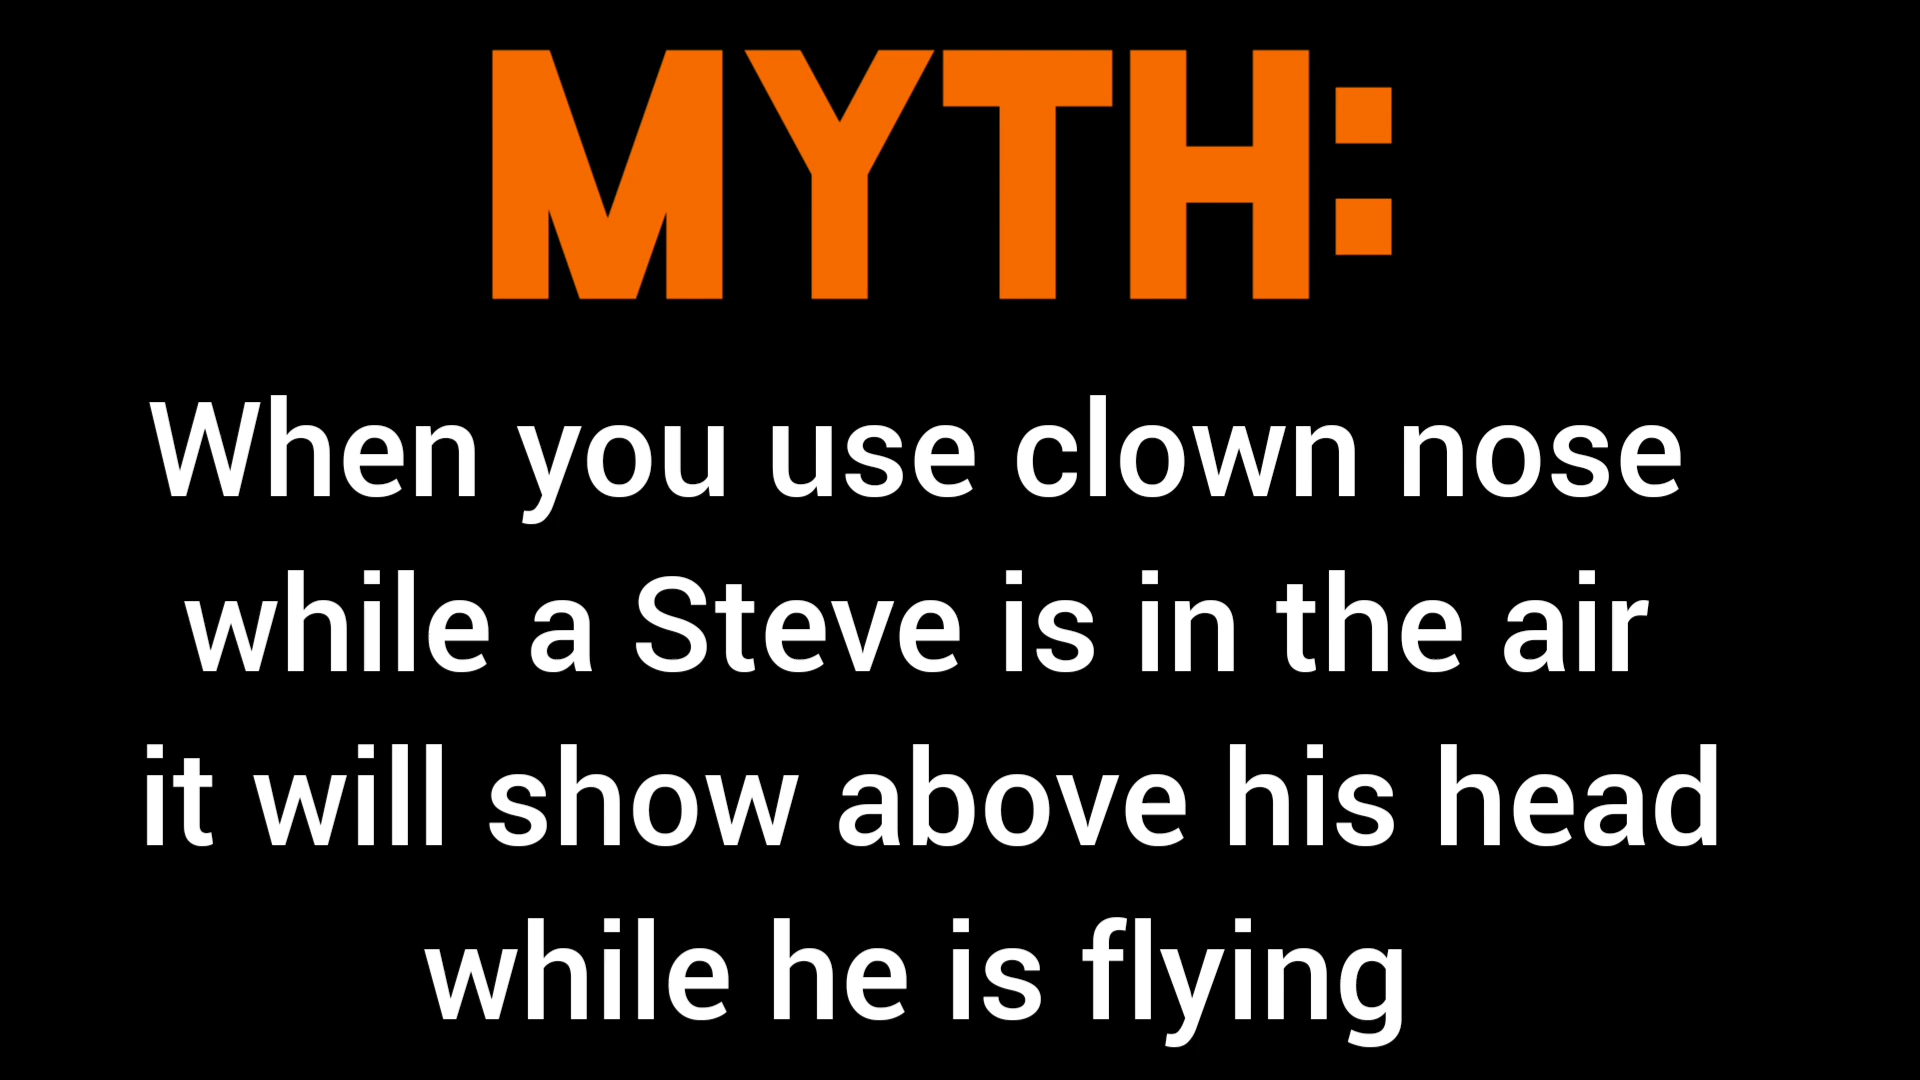 MYTH:
When you use clown nose
while a Steve is in the air
it will show above his head
while he is flying